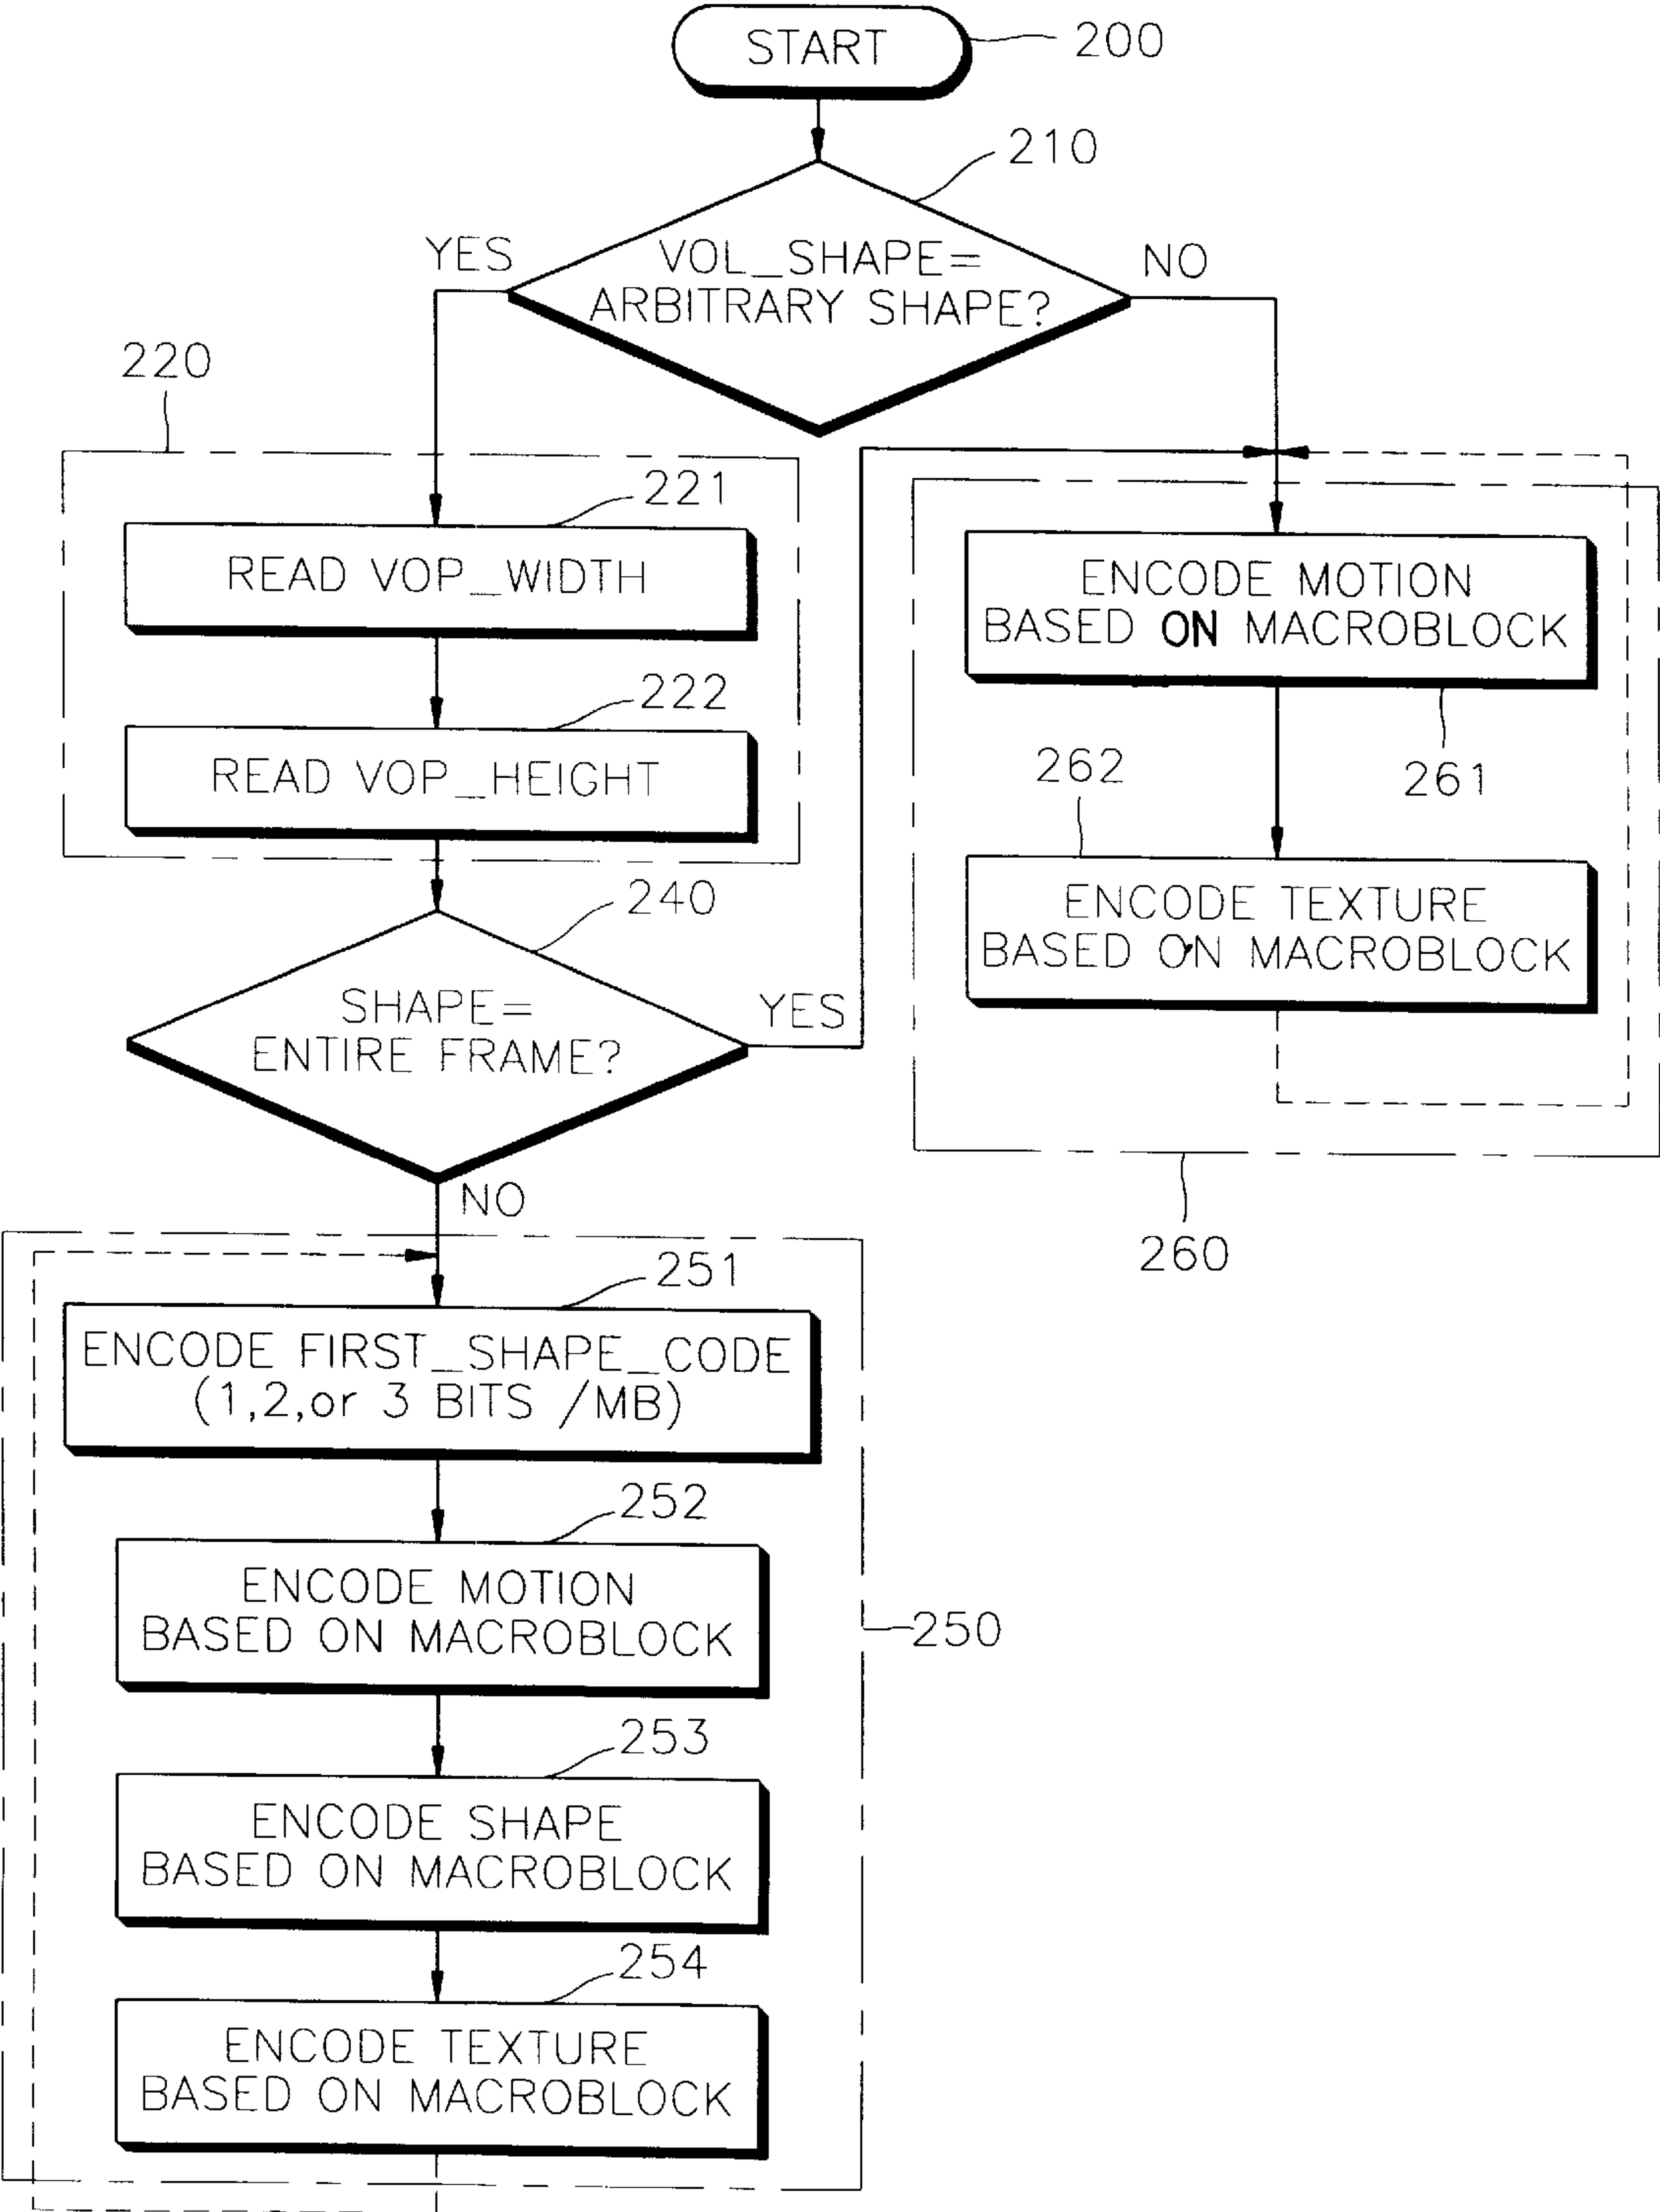 START
200
210
VOL_SHAPE=
ARBITRARY SHAPE?
YES
NO
220
221
READ VOP_WIDTH
222
READ VOP_HEIGHT
240
SHAPE=
ENTIRE FRAME?
YES
NO
ENCODE MOTION
BASED ON MACROBLOCK
261
262
ENCODE TEXTURE
BASED ON MACROBLOCK
260
251
ENCODE FIRST_SHAPE_CODE
(1,2,or 3 BITS /MB)
252
ENCODE MOTION
BASED ON MACROBLOCK
250
253
ENCODE SHAPE
BASED ON MACROBLOCK
254
ENCODE TEXTURE
BASED ON MACROBLOCK